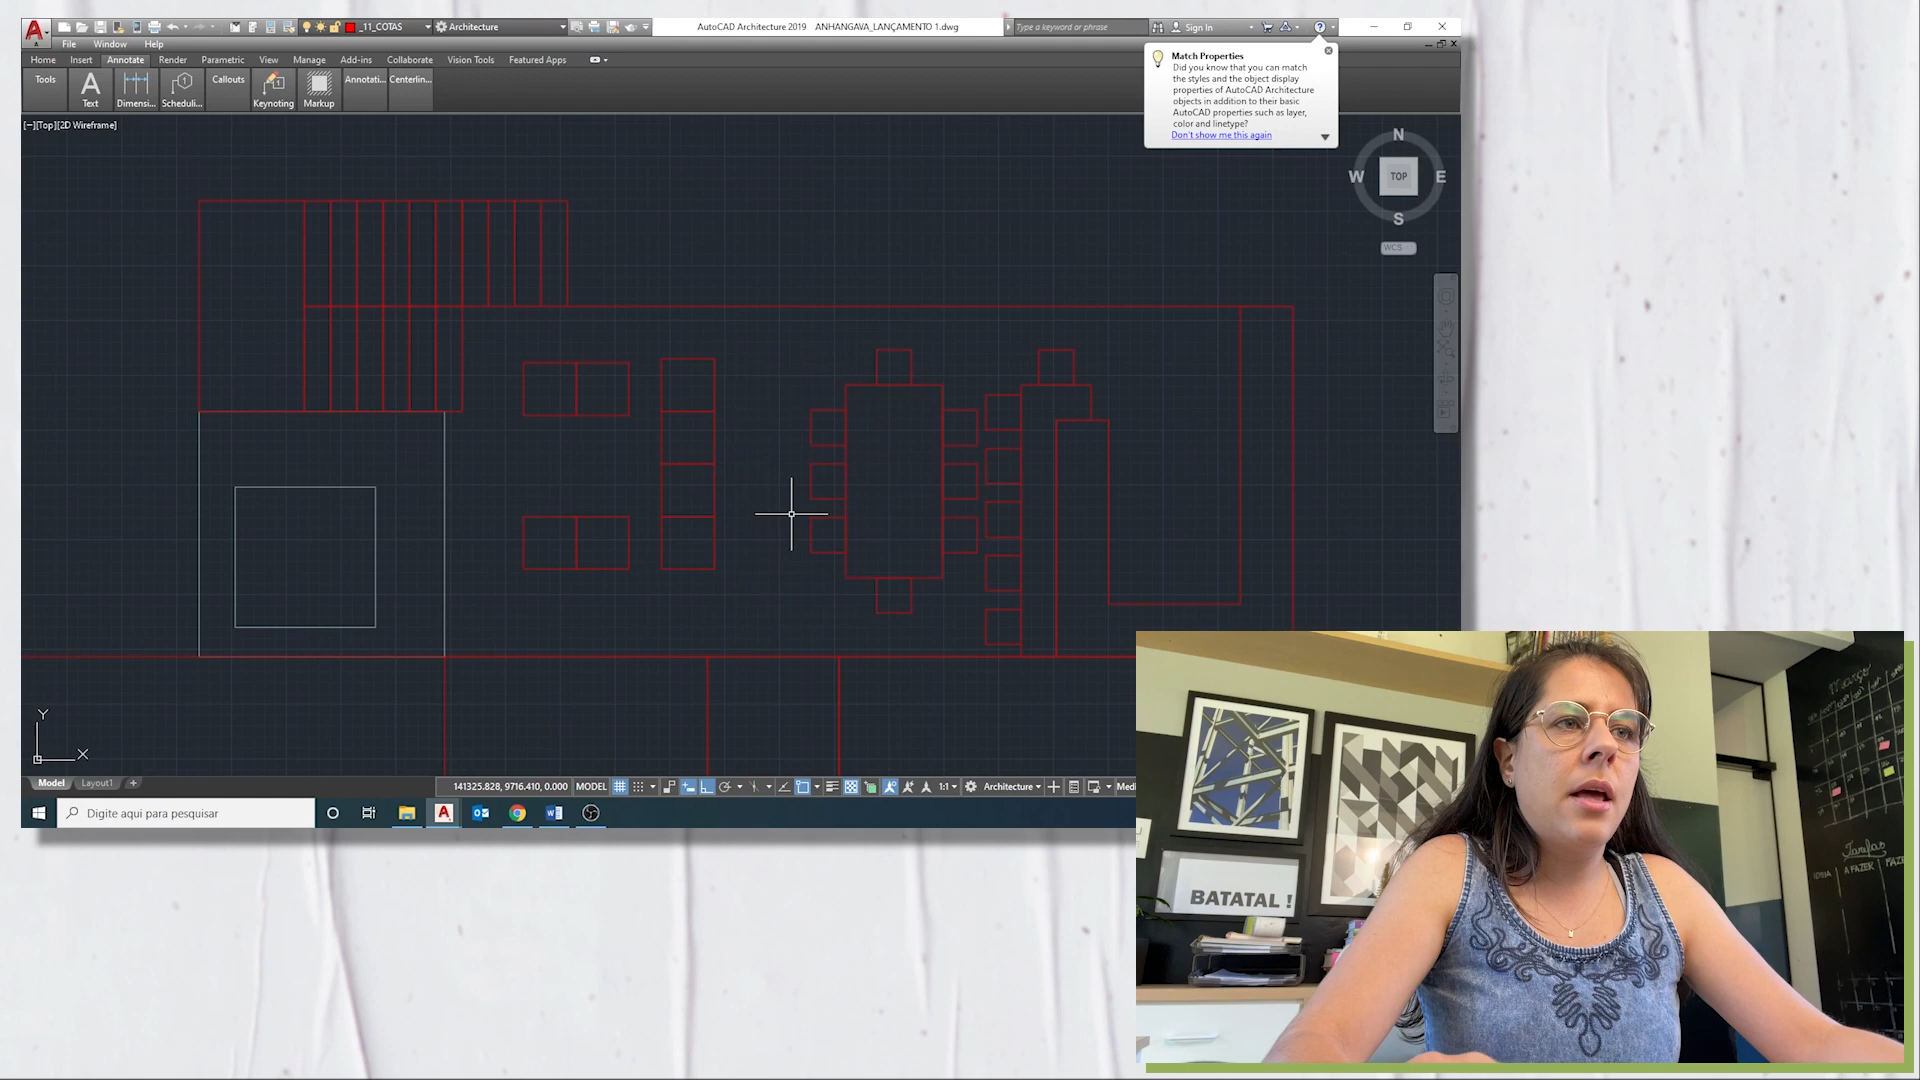 _11_COTAS
Architecture
AutoCAD Architecture 2019 ANHANGAVA_LANÇAMENTO 1.dwg
Type a keyword or phrase
Sign In
File Window Help
Home Insert Annotate Render Parametric View Manage Add-ins Collaborate Vision Tools Featured Apps
Tools
Text
Dimensi...
Scheduli...
Callouts
Keynoting
Markup
Annotati...
Centerlin...
Match Properties
Did you know that you can match
the styles and the object display
properties of AutoCAD Architecture
objects in addition to their basic
AutoCAD properties such as layer,
color and linetype?
Don't show me this again
[−][Top][2D Wireframe]
N
W TOP E
S
WCS
Y
X
Model Layout1 +
141325.828, 9716.410, 0.000 MODEL
1:1
Architecture
Medi
Digite aqui para pesquisar
BATATAL !
Março
Tarefas
A FAZER